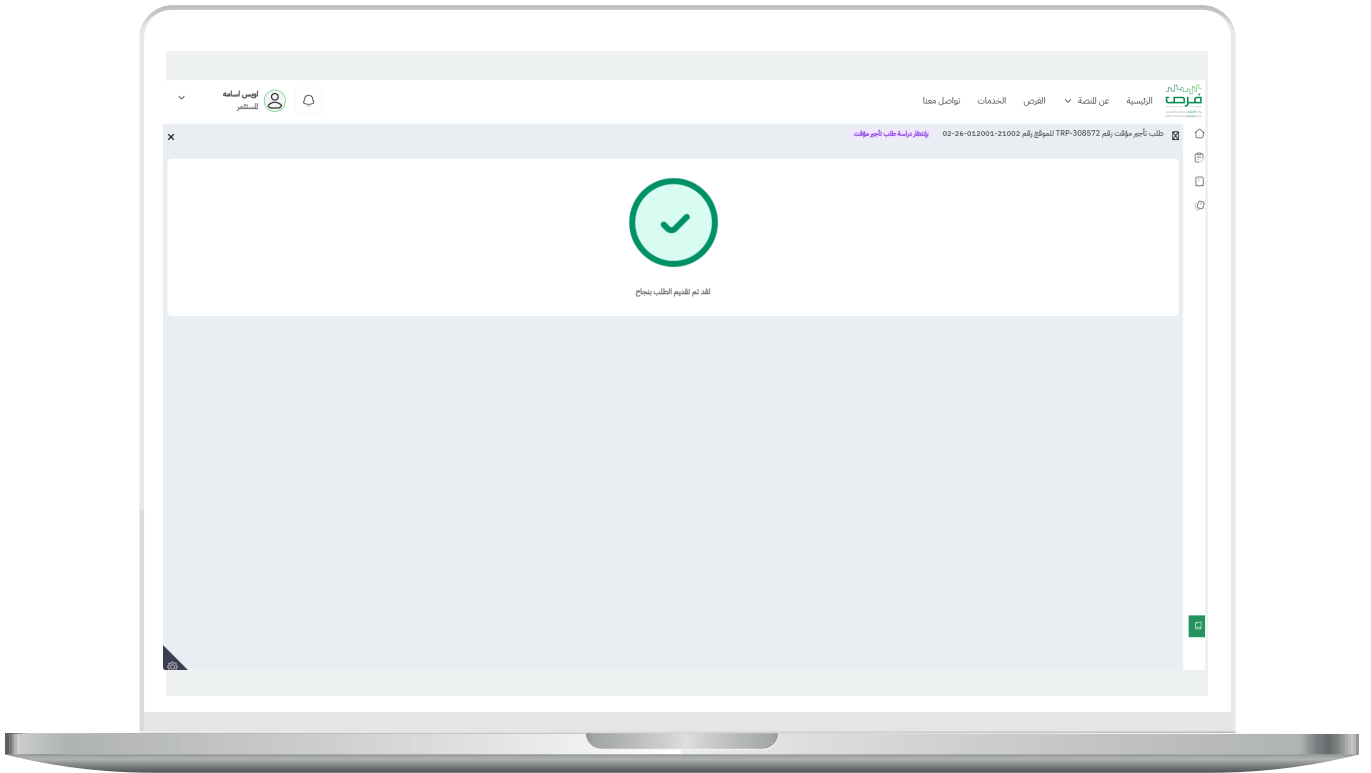 فرص
الرئيسية
عن المنصة
الفرص
الخدمات
تواصل معنا
اويس اسامه
المستثمر
طلب تأجير مؤقت رقم TRP-308572 للموقع رقم 02-26-012001-21002 بإنتظار دراسة طلب تأجير مؤقت
لقد تم تقديم الطلب بنجاح